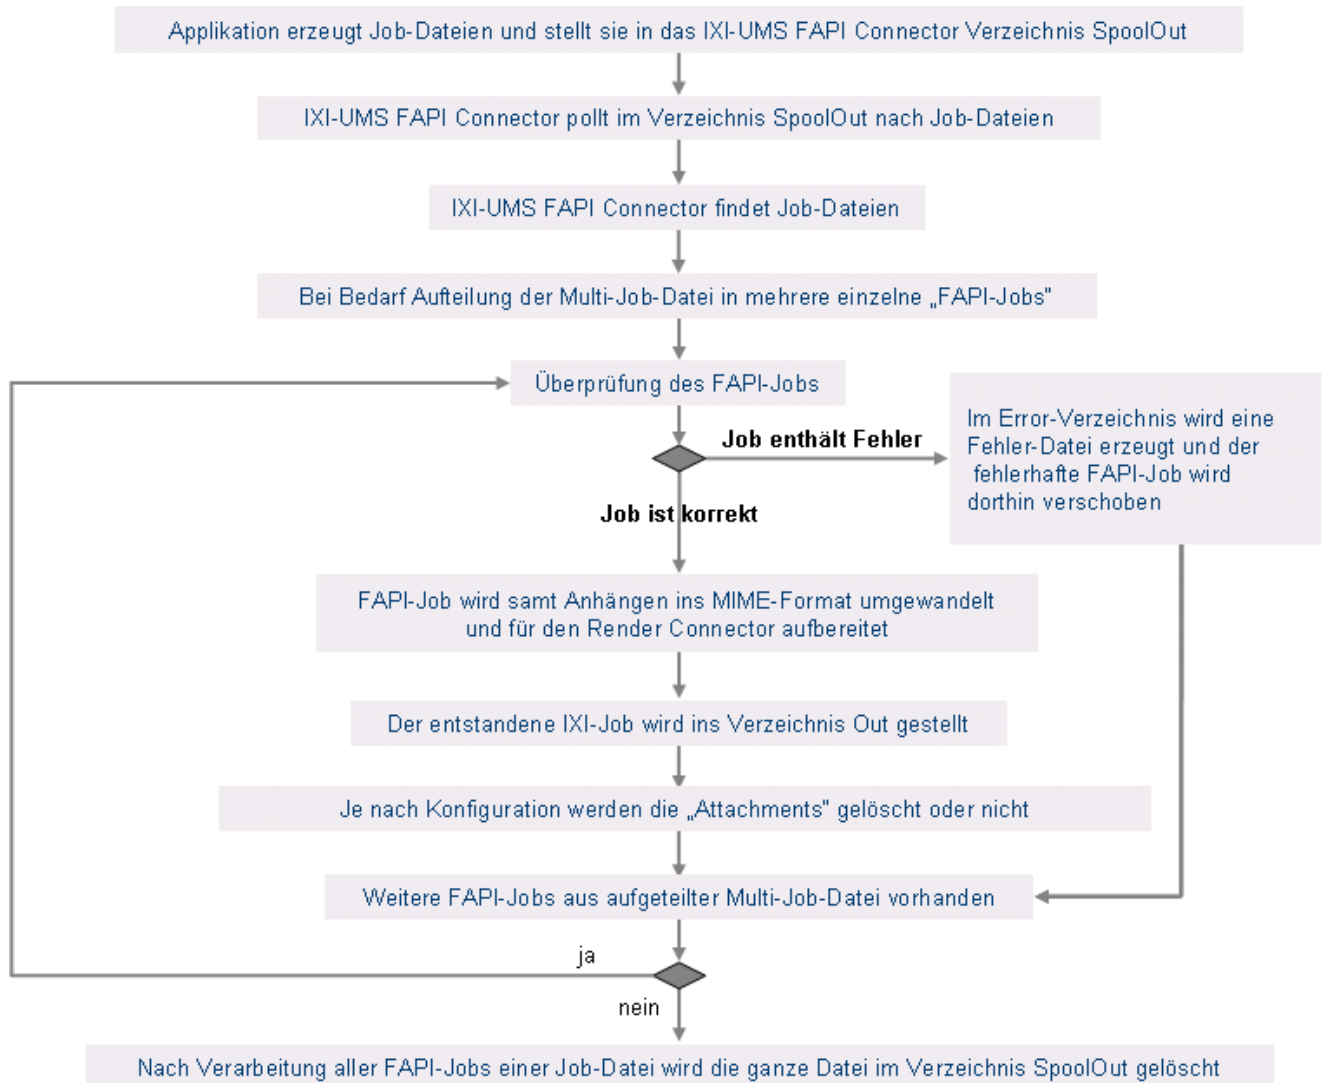 Applikation erzeugt Job-Dateien und stellt sie in das IXI-UMS FAPI Connector Verzeichnis SpoolOut
IXI-UMS FAPI Connector pollt im Verzeichnis SpoolOut nach Job-Dateien
IXI-UMS FAPI Connector findet Job-Dateien
Bei Bedarf Aufteilung der Multi-Job-Datei in mehrere einzelne „FAPI-Jobs"
Überprüfung des FAPI-Jobs
Job enthält Fehler
Im Error-Verzeichnis wird eine
Fehler-Datei erzeugt und der
fehlerhafte FAPI-Job wird
dorthin verschoben
Job ist korrekt
FAPI-Job wird samt Anhängen ins MIME-Format umgewandelt
und für den Render Connector aufbereitet
Der entstandene IXI-Job wird ins Verzeichnis Out gestellt
Je nach Konfiguration werden die „Attachments" gelöscht oder nicht
Weitere FAPI-Jobs aus aufgeteilter Multi-Job-Datei vorhanden
ja
nein
Nach Verarbeitung aller FAPI-Jobs einer Job-Datei wird die ganze Datei im Verzeichnis SpoolOut gelöscht